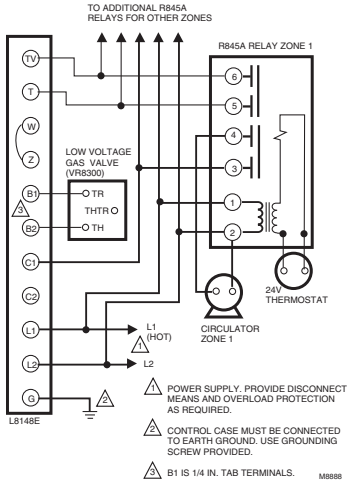 TO ADDITIONAL R845A
RELAYS FOR OTHER ZONES
R845A RELAY ZONE 1
TV
T
W
Z
B1
B2
C1
C2
L1
L2
G
L8148E
3
LOW VOLTAGE
GAS VALVE
(VR8300)
TR
THTR
TH
6
5
4
3
1
2
24V
THERMOSTAT
CIRCULATOR
ZONE 1
L1
(HOT)
1
L2
2
1 POWER SUPPLY. PROVIDE DISCONNECT
MEANS AND OVERLOAD PROTECTION
AS REQUIRED.
2 CONTROL CASE MUST BE CONNECTED
TO EARTH GROUND. USE GROUNDING
SCREW PROVIDED.
3 B1 IS 1/4 IN. TAB TERMINALS.
M8888